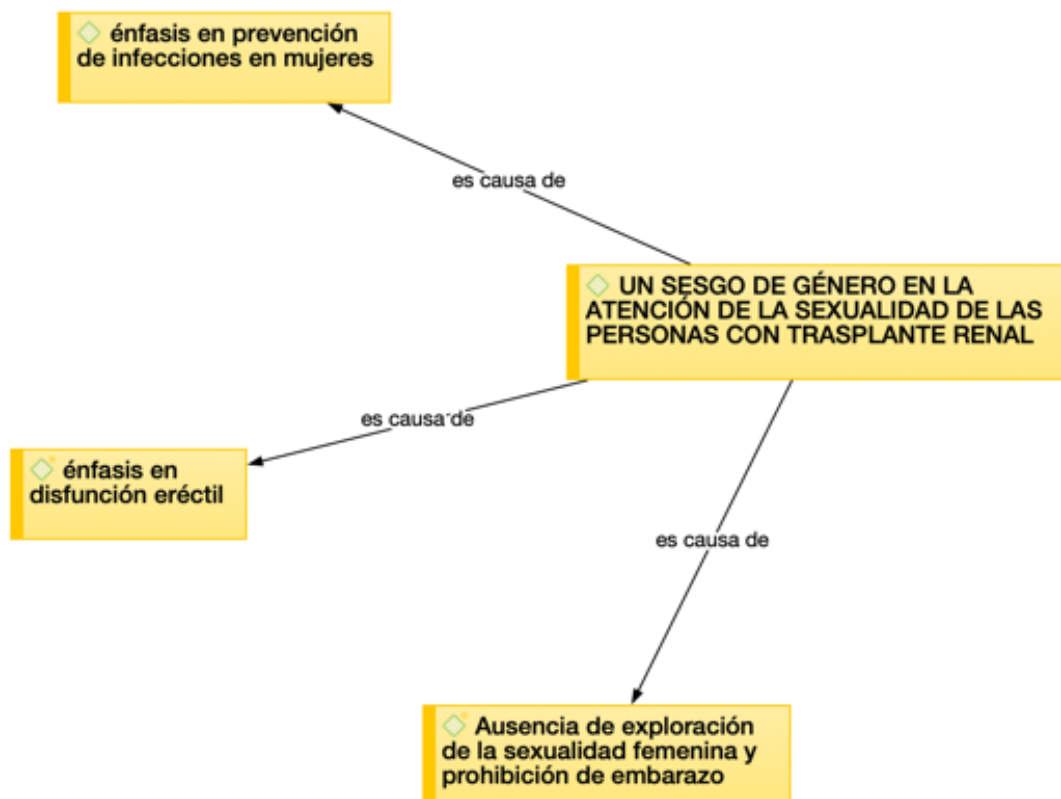 énfasis en prevención
de infecciones en mujeres
es causa de
UN SESGO DE GÉNERO EN LA
ATENCIÓN DE LA SEXUALIDAD DE LAS
PERSONAS CON TRASPLANTE RENAL
es causa de
énfasis en
disfunción eréctil
es causa de
Ausencia de exploración
de la sexualidad femenina y
prohibición de embarazo